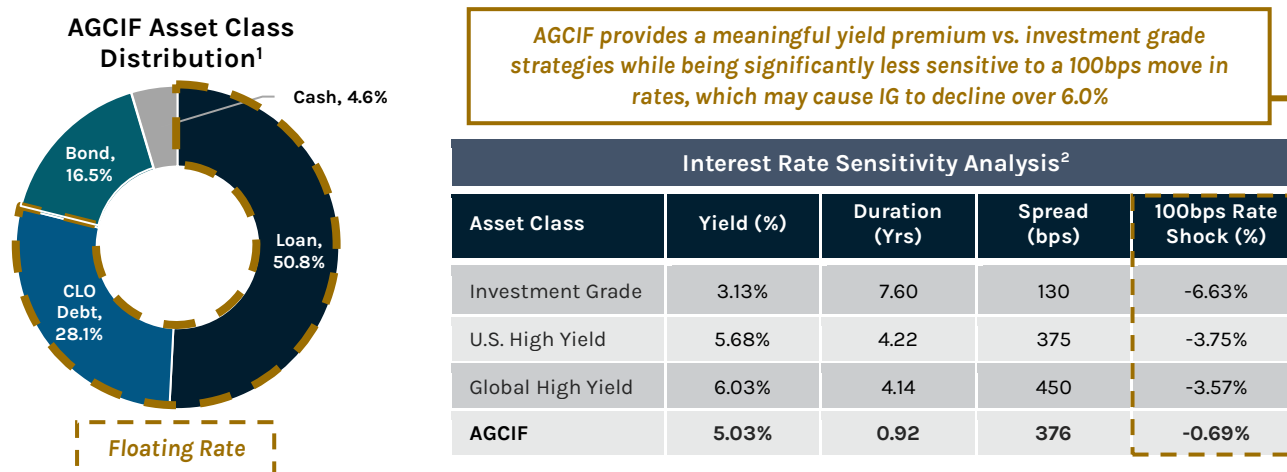 AGCIF Asset Class
Distribution¹
Cash, 4.6%
Bond,
16.5%
Loan,
50.8%
CLO
Debt,
28.1%
Floating Rate
AGCIF provides a meaningful yield premium vs. investment grade
strategies while being significantly less sensitive to a 100bps move in
rates, which may cause IG to decline over 6.0%
Interest Rate Sensitivity Analysis²
Asset Class Yield (%) Duration (Yrs) Spread (bps) 100bps Rate Shock (%)
Investment Grade 3.13% 7.60 130 -6.63%
U.S. High Yield 5.68% 4.22 375 -3.75%
Global High Yield 6.03% 4.14 450 -3.57%
AGCIF 5.03% 0.92 376 -0.69%